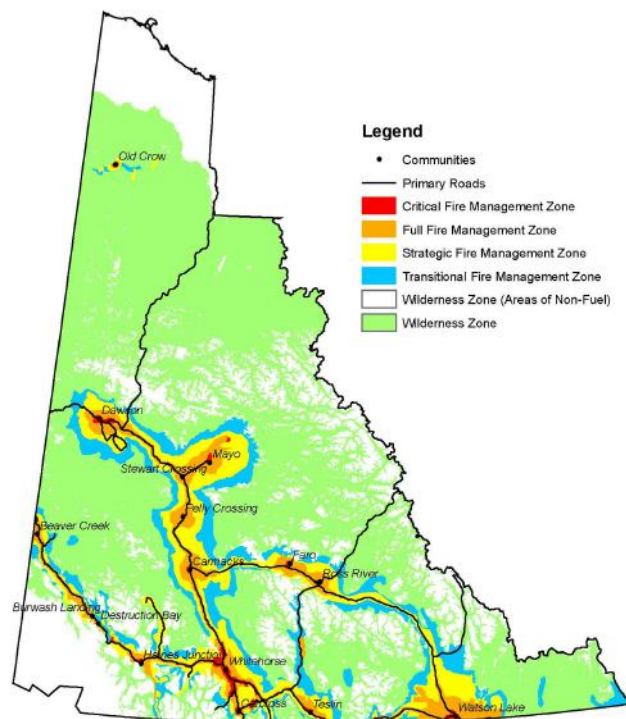 Old Crow
Legend
Communities
Primary Roads
Critical Fire Management Zone
Full Fire Management Zone
Strategic Fire Management Zone
Transitional Fire Management Zone
Wilderness Zone (Areas of Non-Fuel)
Wilderness Zone
Dawson
Mayo
Stewart Crossing
Pelly Crossing
Beaver Creek
Faro
Carmacks
Ross River
Burwash Landing
Destruction Bay
Haines Junction
Whitehorse
Carcross
Teslin
Watson Lake